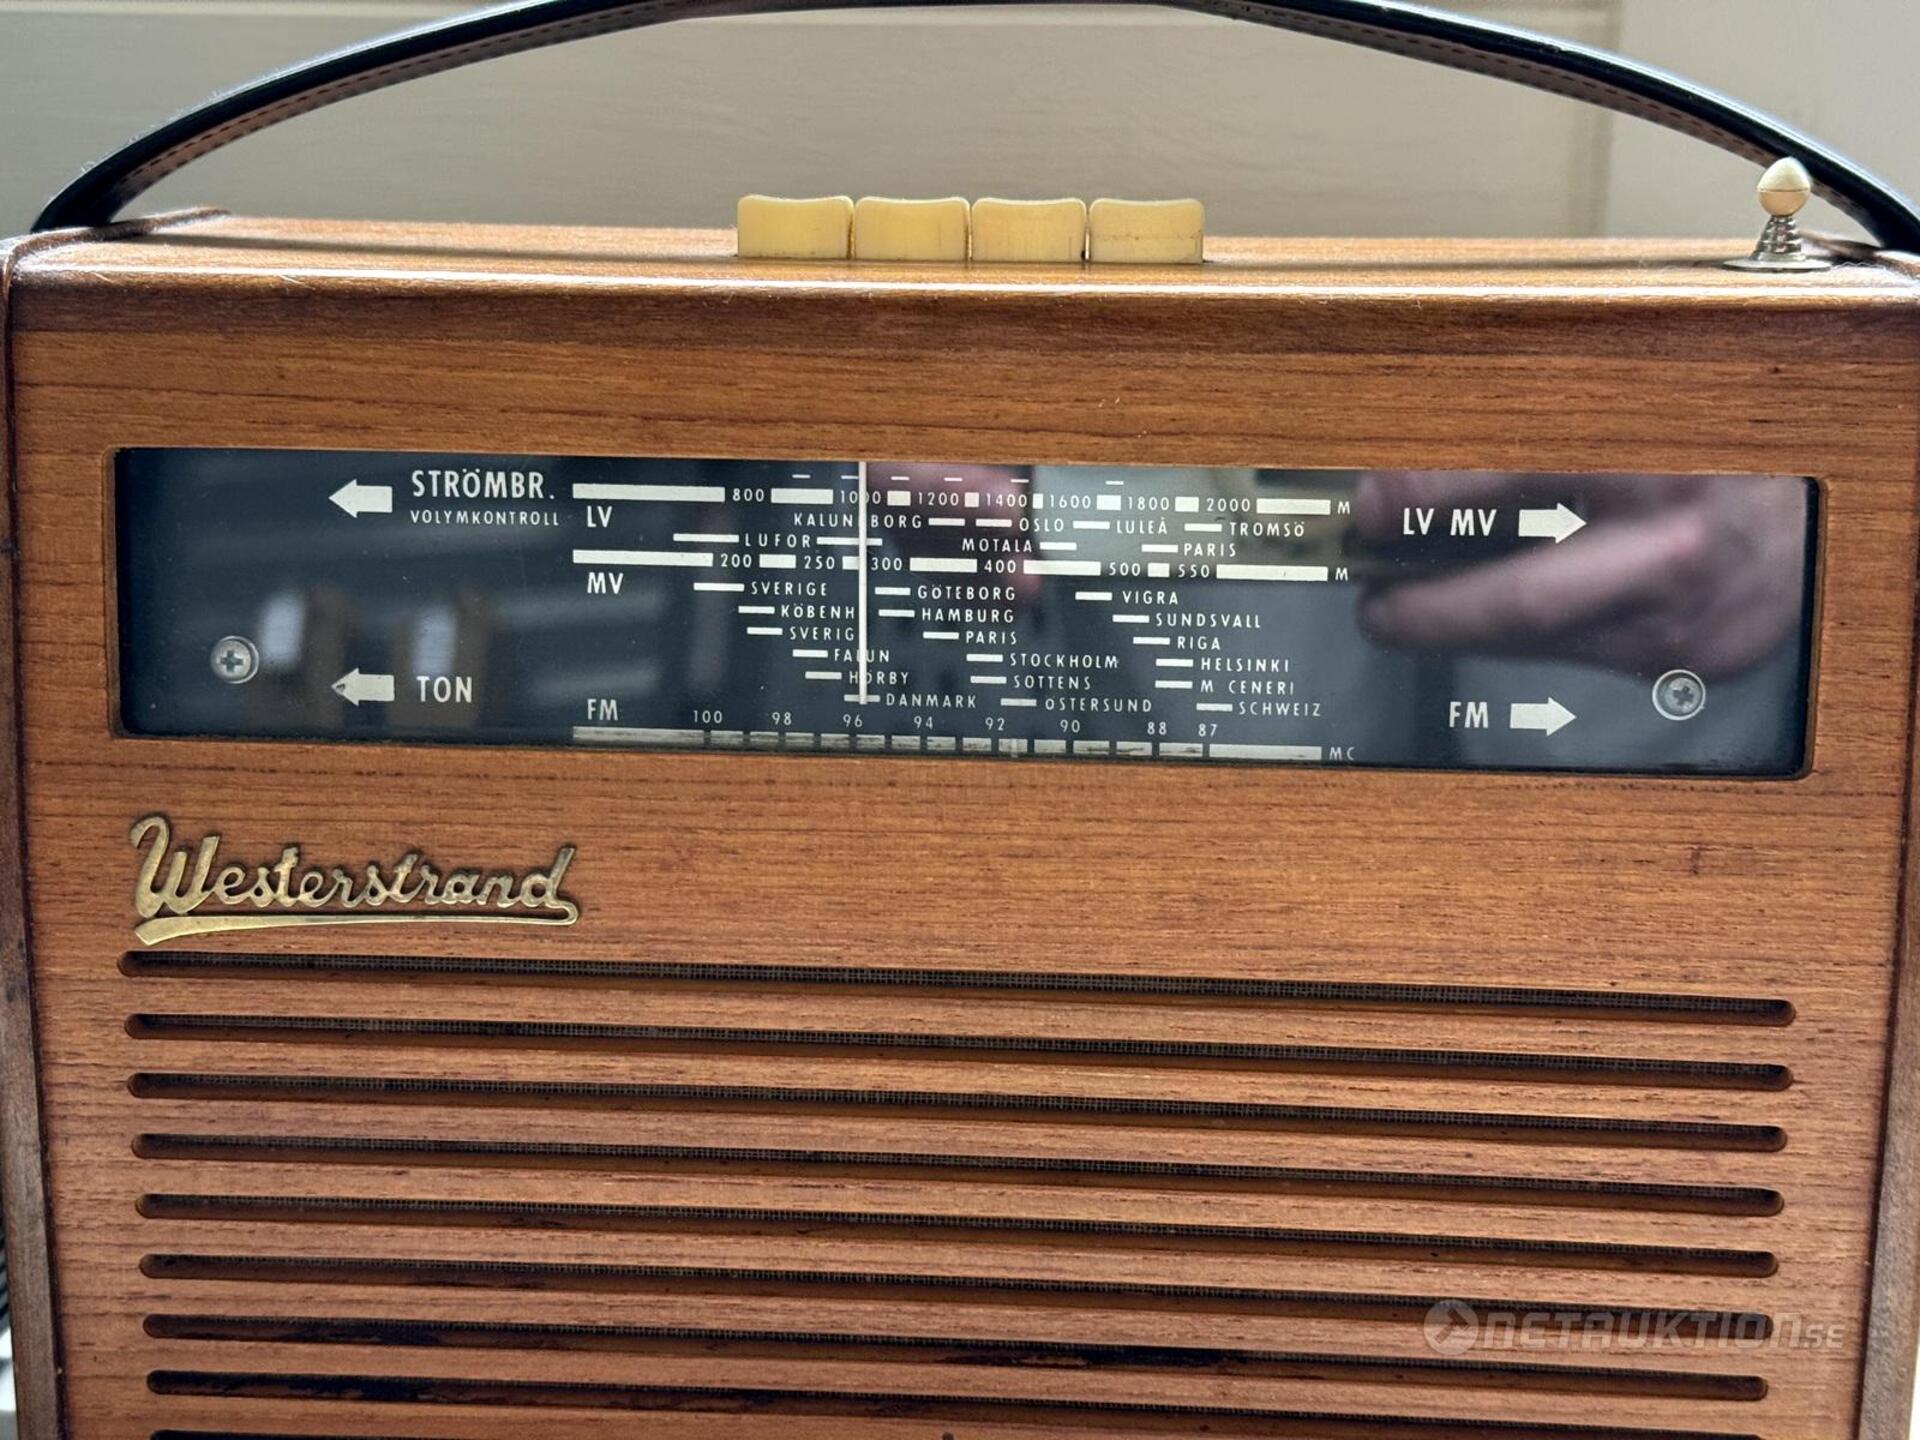 STRÖMBR.
VOLYMKONTROLL
LV 800 1000 1200 1400 1600 1800 2000 M
KALUNDBORG OSLO LULEÅ TROMSÖ
LUFOR MOTALA PARIS
MV 200 250 300 400 500 550 M
SVERIGE GÖTEBORG VIGRA
KÖBENH HAMBURG SUNDSVALL
SVERIG PARIS RIGA
FALUN STOCKHOLM HELSINKI
HÖRBY SOTTENS M CENERI
DANMARK ÖSTERSUND SCHWEIZ
FM 100 98 96 94 92 90 88 87 MC
TON
LV MV
FM
Westerstrand
ONETAUKTION.SE